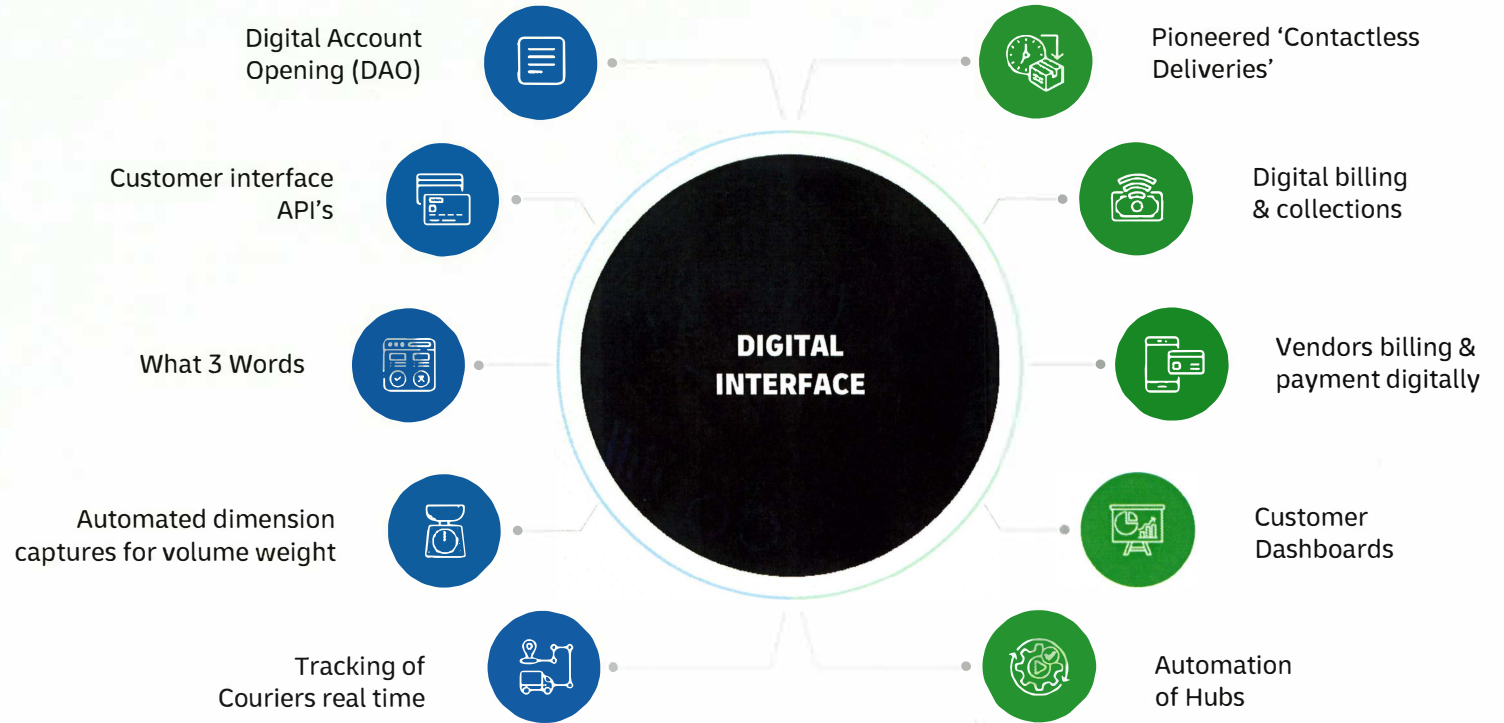 Digital Account
Opening (DAO)
Customer interface
API's
What 3 Words
Automated dimension
captures for volume weight
Tracking of
Couriers real time
DIGITAL
INTERFACE
Pioneered ‘Contactless
Deliveries’
Digital billing
& collections
Vendors billing &
payment digitally
Customer
Dashboards
Automation
of Hubs